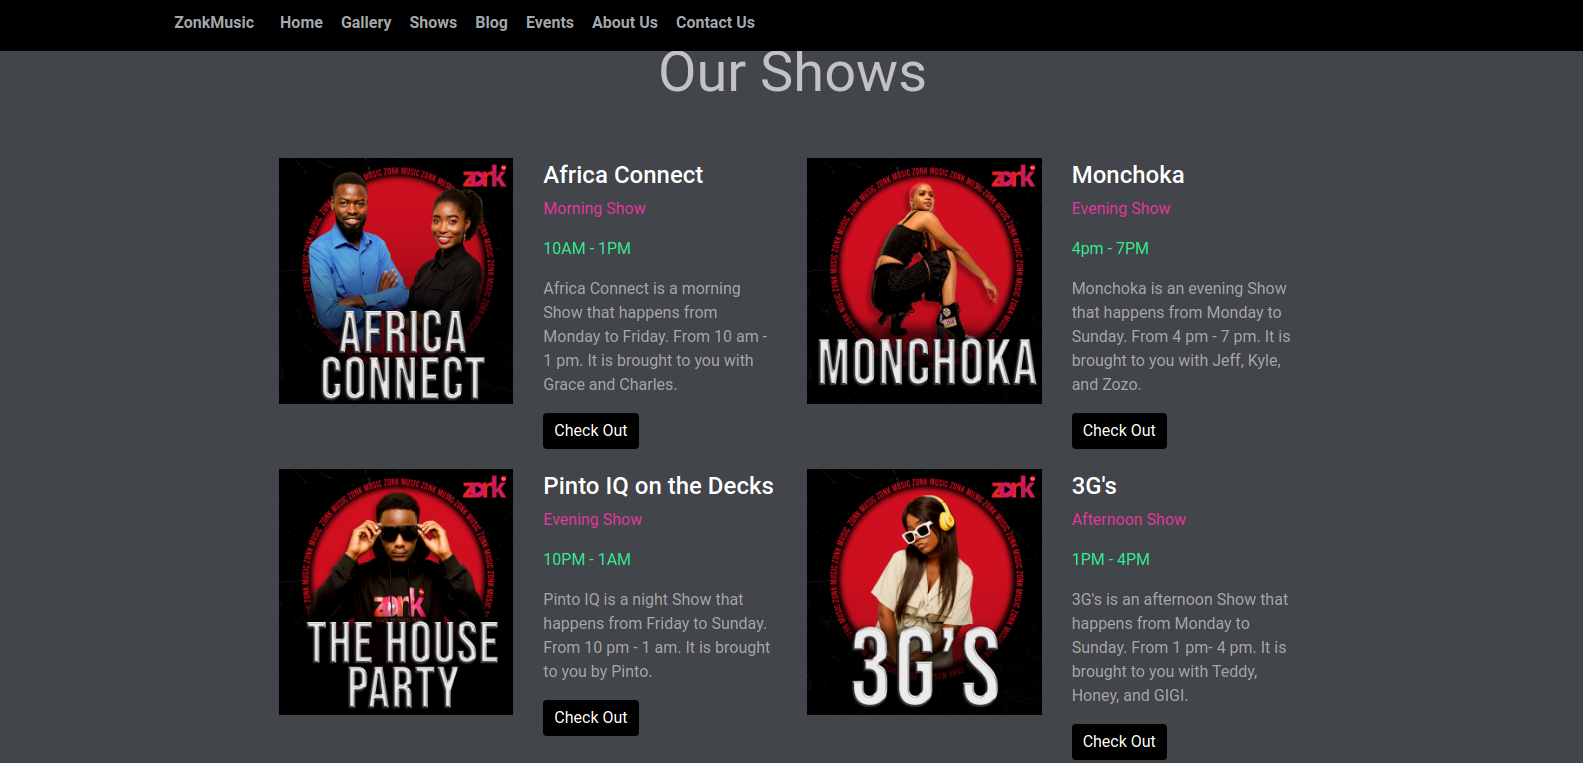 ZonkMusic Home Gallery Shows Blog Events About Us Contact Us
Our Shows
zonk
AFRICA
CONNECT
Africa Connect
Morning Show
10AM - 1PM
Africa Connect is a morning
Show that happens from
Monday to Friday. From 10 am -
1 pm. It is brought to you with
Grace and Charles.
Check Out
zonk
MONCHOKA
Monchoka
Evening Show
4pm - 7PM
Monchoka is an evening Show
that happens from Monday to
Sunday. From 4 pm - 7 pm. It is
brought to you with Jeff, Kyle,
and Zozo.
Check Out
zonk
zonk
THE HOUSE
PARTY
Pinto IQ on the Decks
Evening Show
10PM - 1AM
Pinto IQ is a night Show that
happens from Friday to Sunday.
From 10 pm - 1 am. It is brought
to you by Pinto.
Check Out
zonk
3G'S
3G's
Afternoon Show
1PM - 4PM
3G's is an afternoon Show that
happens from Monday to
Sunday. From 1 pm- 4 pm. It is
brought to you with Teddy,
Honey, and GIGI.
Check Out